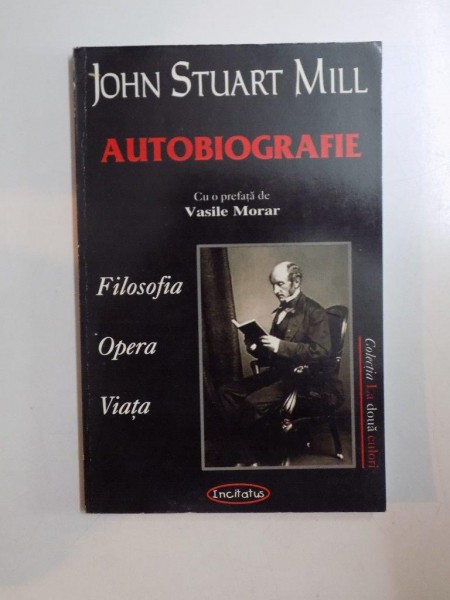 JOHN STUART MILL
AUTOBIOGRAFIE
Cu o prefață de
Vasile Morar
Filosofia
Opera
Viața
Colecția La două culori
Incitatus